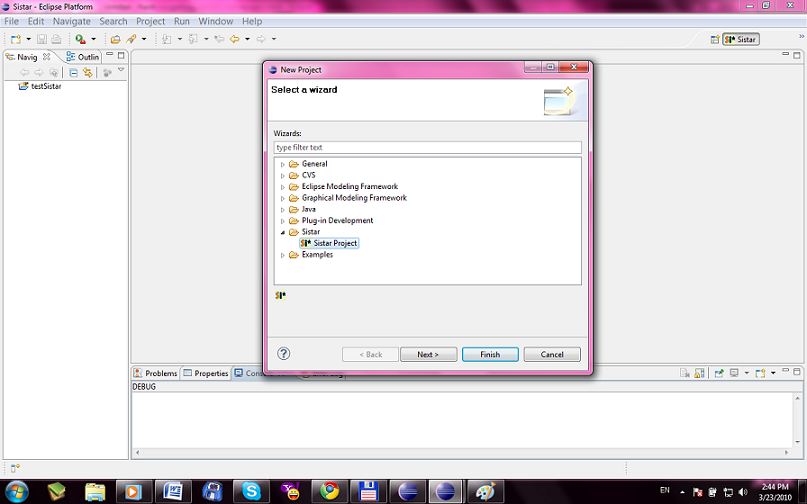 Sistar - Eclipse Platform
File Edit Navigate Search Project Run Window Help
Sistar
Navig Outlin
testSistar
New Project
Select a wizard
Wizards:
type filter text
General
CVS
Eclipse Modeling Framework
Graphical Modeling Framework
Java
Plug-in Development
Sistar
Sistar Project
Examples
< Back Next > Finish Cancel
Problems Properties
DEBUG
EN
2:44 PM
3/23/2010